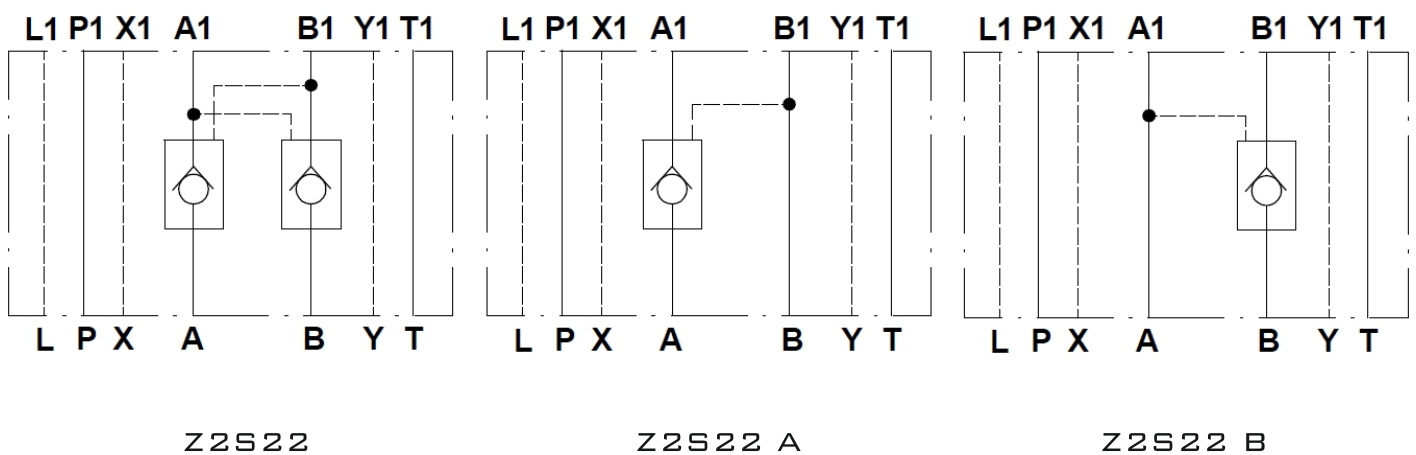 L1 P1 X1 A1 B1 Y1 T1 L1 P1 X1 A1 B1 Y1 T1 L1 P1 X1 A1 B1 Y1 T1
L P X A B Y T L P X A B Y T L P X A B Y T
Z2S22 Z2S22 A Z2S22 B